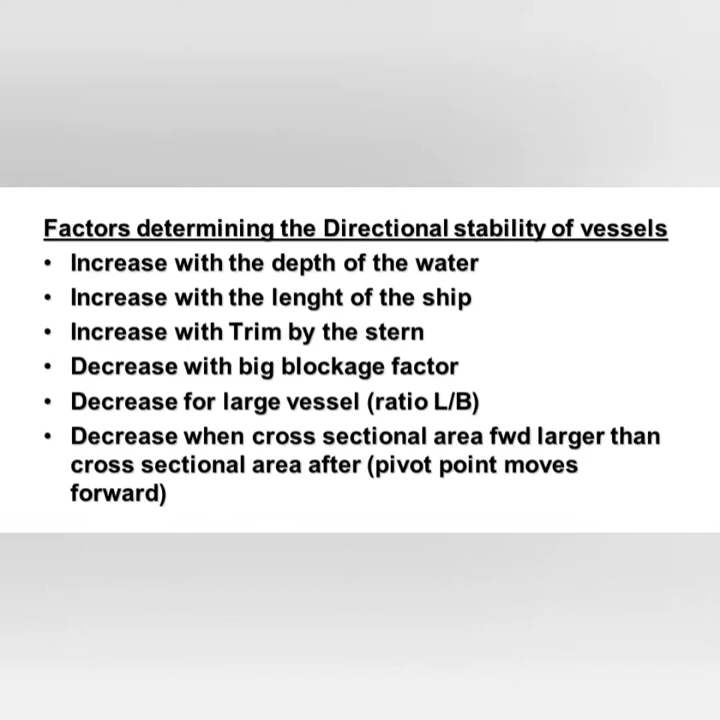 Factors determining the Directional stability of vessels
• Increase with the depth of the water
• Increase with the lenght of the ship
• Increase with Trim by the stern
• Decrease with big blockage factor
• Decrease for large vessel (ratio L/B)
• Decrease when cross sectional area fwd larger than
cross sectional area after (pivot point moves
forward)